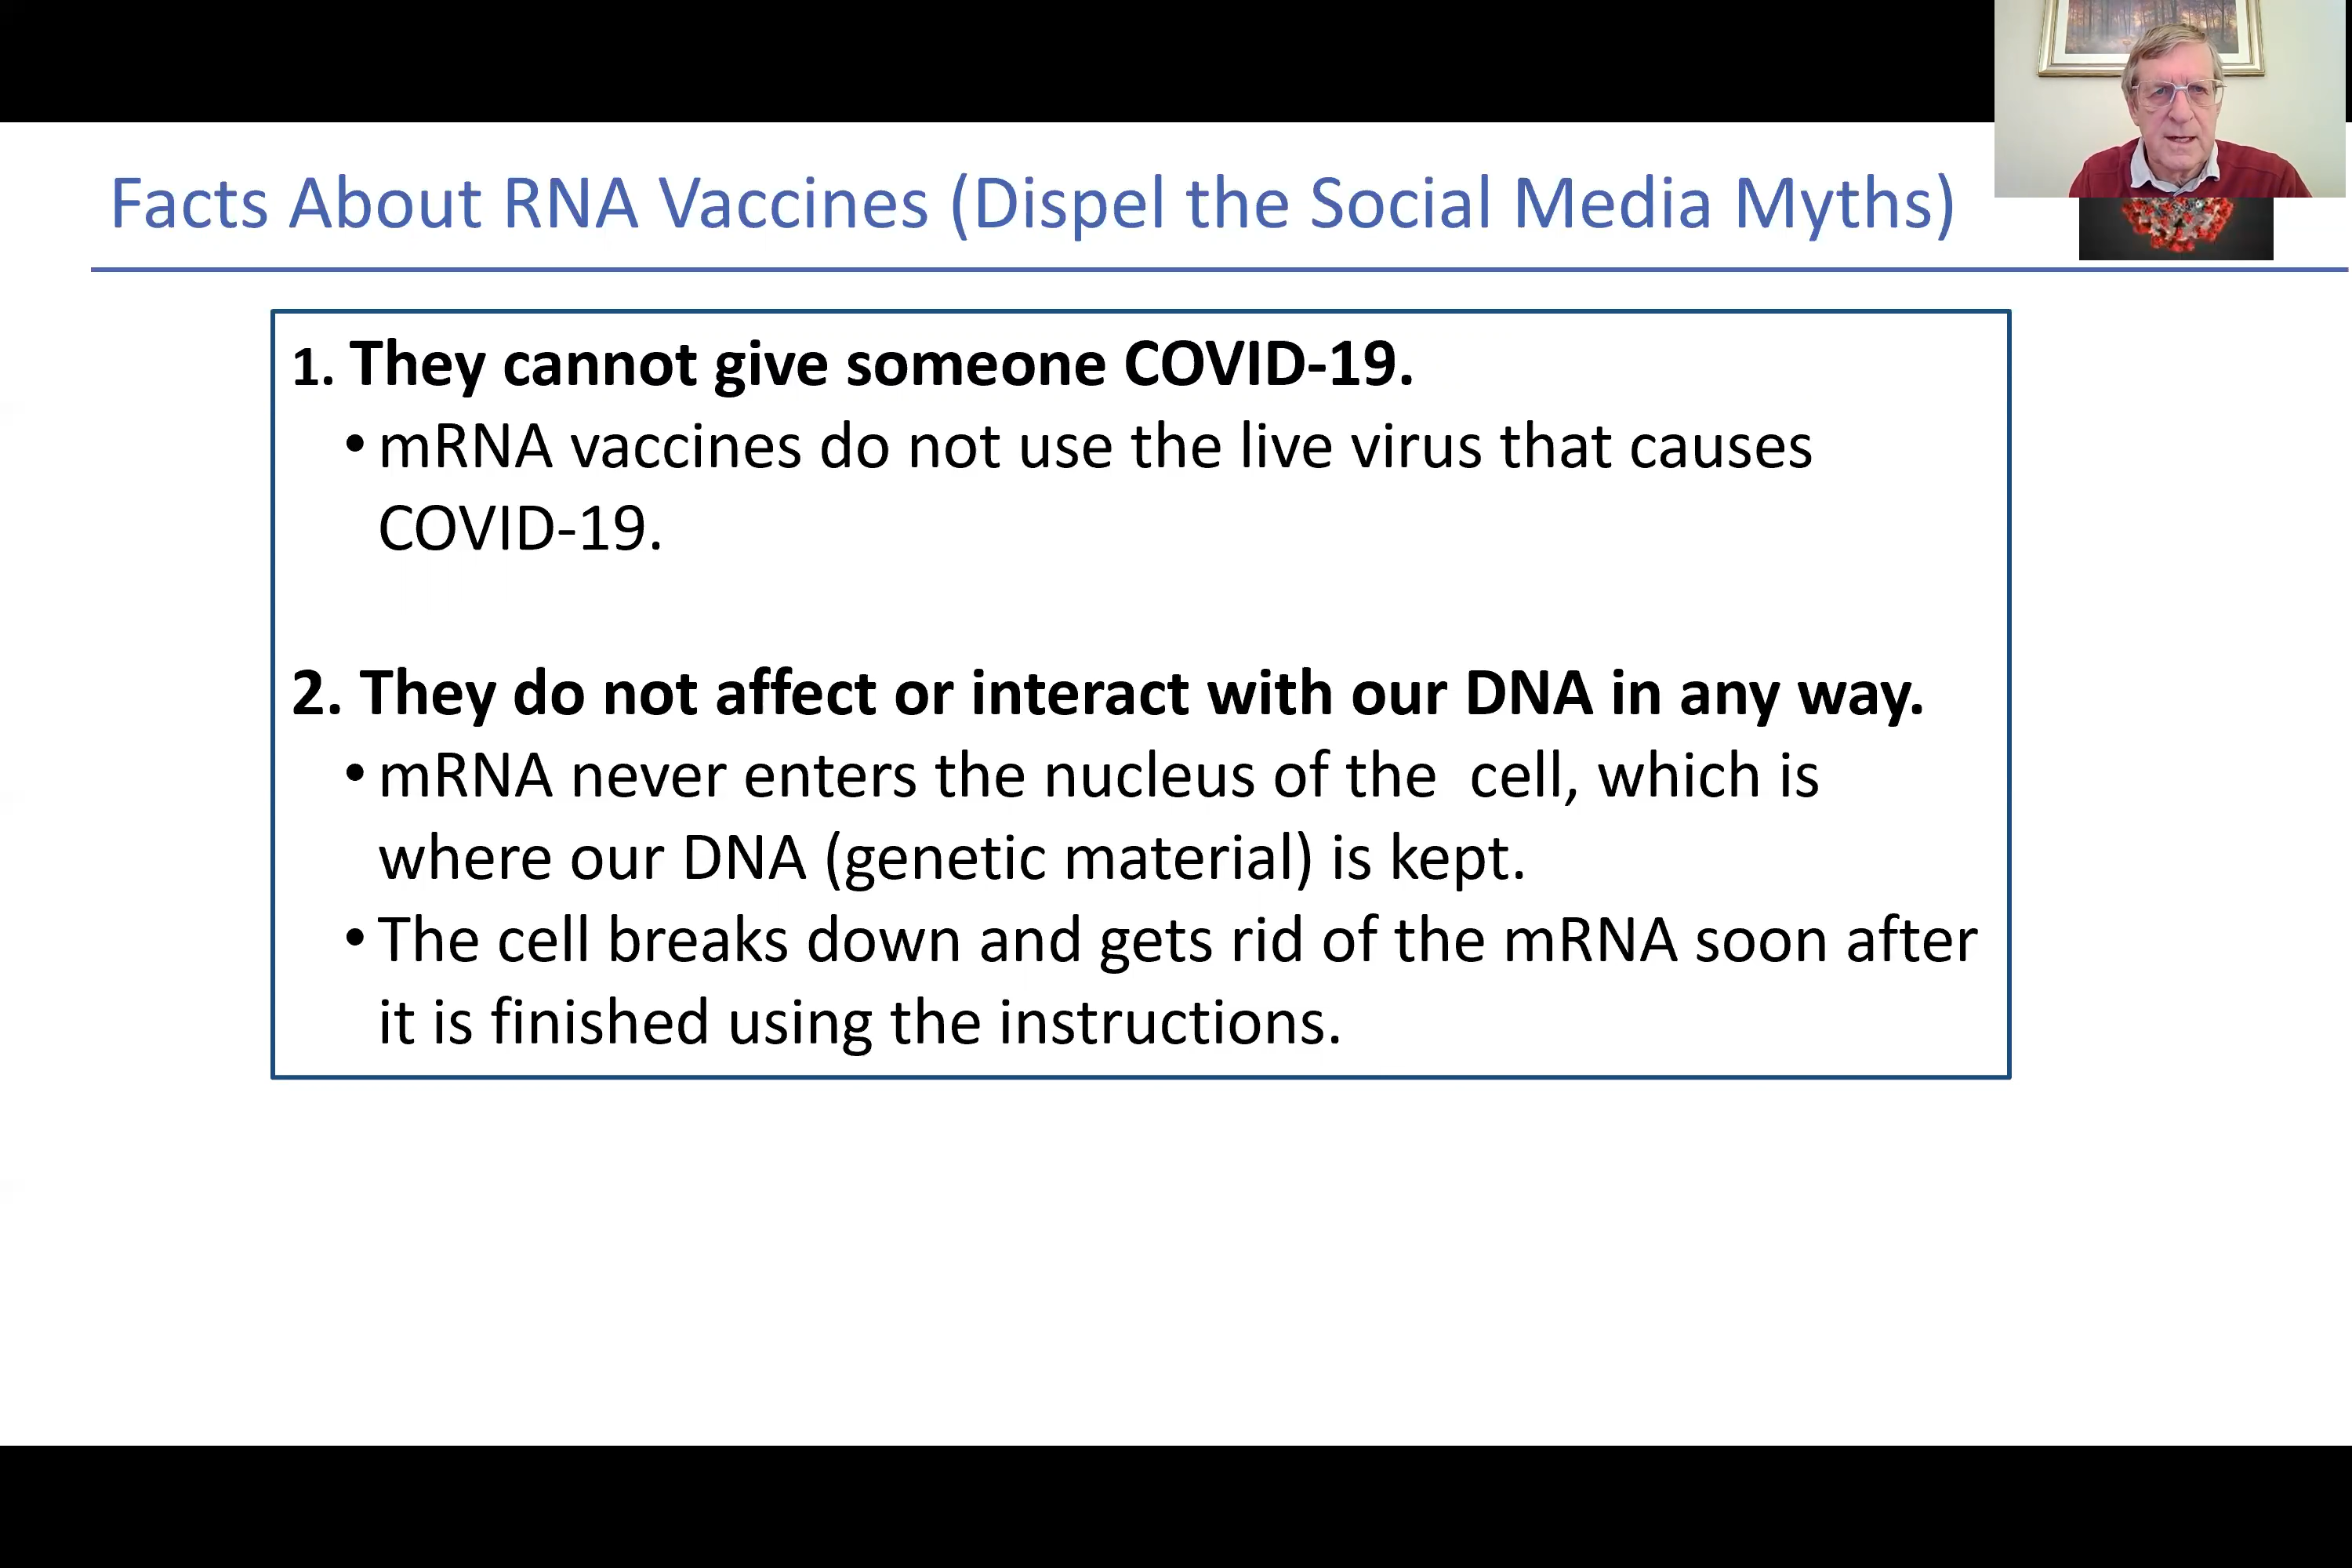 Facts About RNA Vaccines (Dispel the Social Media Myths)
1. They cannot give someone COVID-19.
• mRNA vaccines do not use the live virus that causes
COVID-19.
2. They do not affect or interact with our DNA in any way.
• mRNA never enters the nucleus of the  cell, which is
where our DNA (genetic material) is kept.
• The cell breaks down and gets rid of the mRNA soon after
it is finished using the instructions.